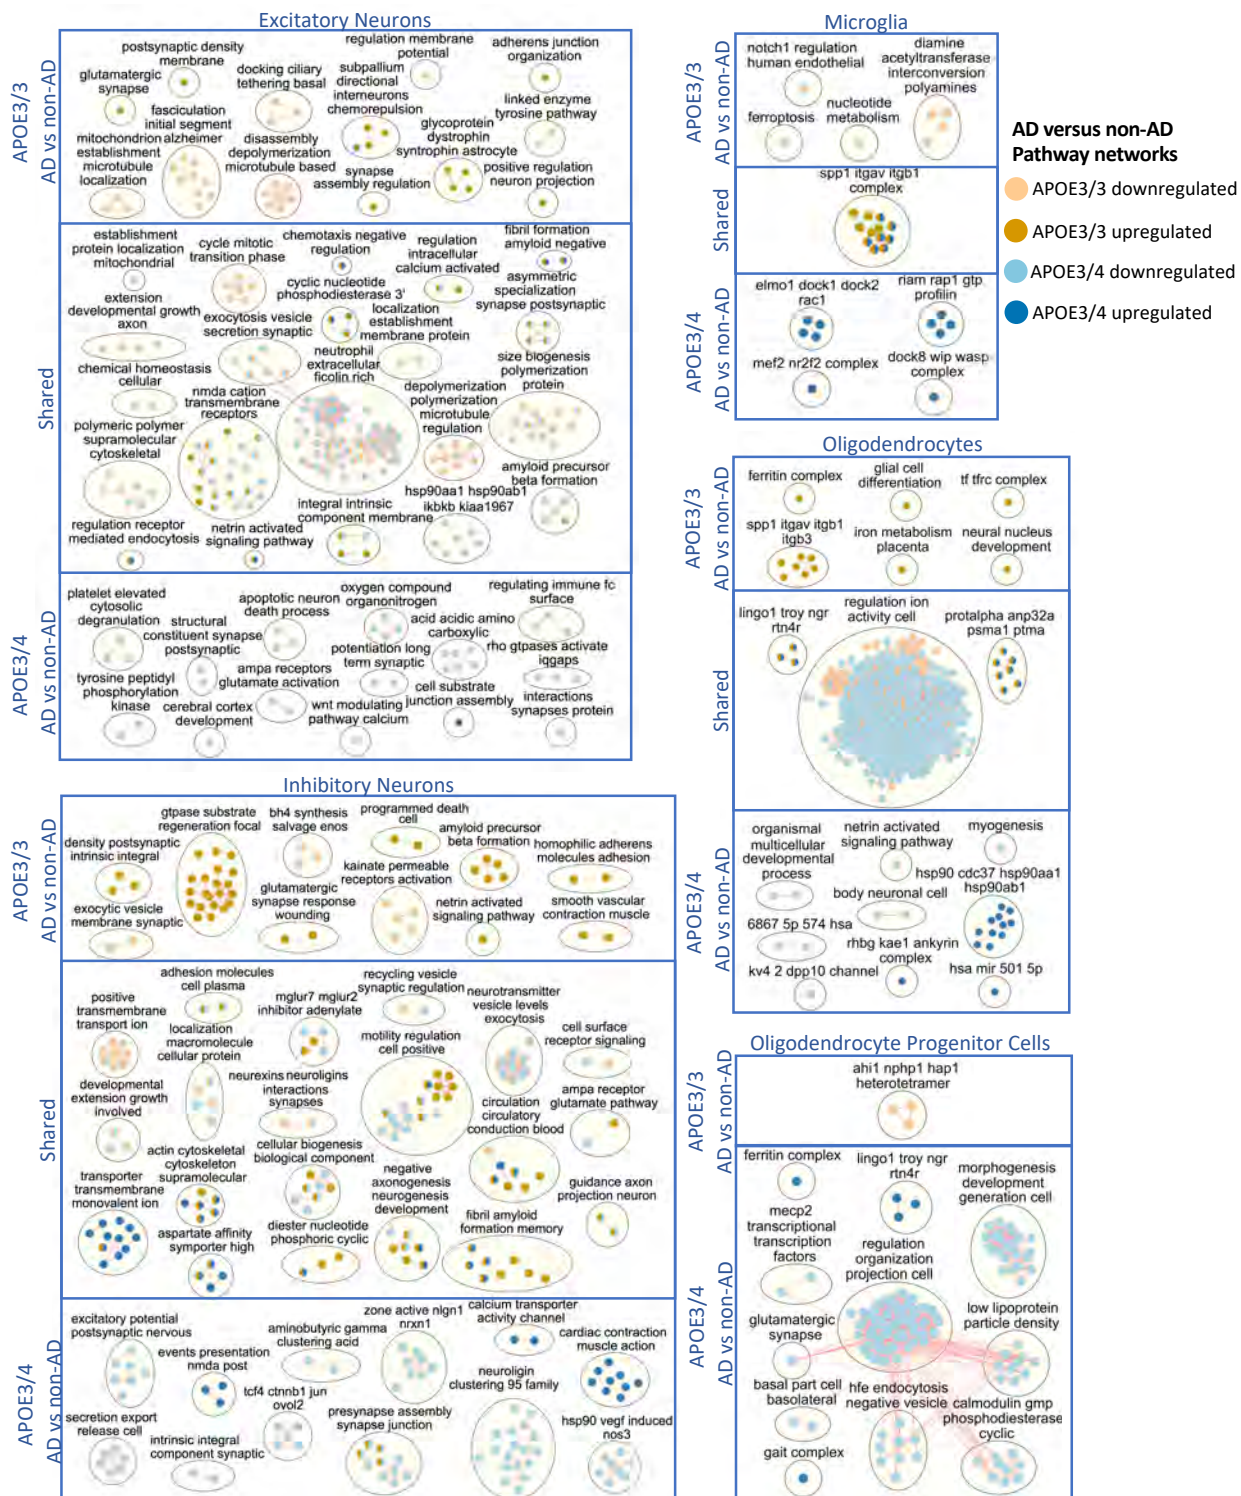 Excitatory Neurons
APOE3/3
AD vs non-AD
postsynaptic density
membrane
regulation membrane
potential
adherens junction
organization
glutamatergic
synapse
docking ciliary
tethering basal
subpallium
directional
interneurons
chemorepulsion
linked enzyme
tyrosine pathway
fasciculation
initial segment
alzheimer
mitochondrion
establishment
microtubule
localization
disassembly
depolymerization
microtubule based
glycoprotein
dystrophin
syntrophin astrocyte
synapse
assembly regulation
positive regulation
neuron projection
Shared
establishment
protein localization
mitochondrial
cycle mitotic
transition phase
chemotaxis negative
regulation
regulation
intracellular
calcium activated
fibril formation
amyloid negative
extension
developmental growth
axon
cyclic nucleotide
phosphodiesterase 3'
asymmetric
specialization
synapse postsynaptic
exocytosis vesicle
secretion synaptic
localization
establishment
membrane protein
chemical homeostasis
cellular
neutrophil
extracellular
ficolin rich
size biogenesis
polymerization
protein
nmda cation
transmembrane
receptors
depolymerization
polymerization
microtubule
regulation
polymeric polymer
supramolecular
cytoskeletal
amyloid precursor
beta formation
integral intrinsic
component membrane
hsp90aa1 hsp90ab1
ikbkb kiaa1967
regulation receptor
mediated endocytosis
netrin activated
signaling pathway
APOE3/4
AD vs non-AD
platelet elevated
cytosolic
degranulation
apoptotic neuron
death process
oxygen compound
organonitrogen
regulating immune fc
surface
structural
constituent synapse
postsynaptic
acid acidic amino
carboxylic
potentiation long
term synaptic
rho gtpases activate
iqgaps
tyrosine peptidyl
phosphorylation
kinase
ampa receptors
glutamate activation
cerebral cortex
development
wnt modulating
pathway calcium
cell substrate
junction assembly
interactions
synapses protein
Inhibitory Neurons
APOE3/3
AD vs non-AD
gtpase substrate
regeneration focal
bh4 synthesis
salvage enos
programmed death
cell
amyloid precursor
beta formation
density postsynaptic
intrinsic integral
homophilic adherens
molecules adhesion
kainate permeable
receptors activation
glutamatergic
synapse response
wounding
exocytic vesicle
membrane synaptic
netrin activated
signaling pathway
smooth vascular
contraction muscle
Shared
adhesion molecules
cell plasma
recycling vesicle
synaptic regulation
neurotransmitter
vesicle levels
exocytosis
positive
transmembrane
transport ion
mglur7 mglur2
inhibitor adenylate
localization
macromolecule
cellular protein
motility regulation
cell positive
cell surface
receptor signaling
developmental
extension growth
involved
neurexins neuroligins
interactions
synapses
ampa receptor
glutamate pathway
circulation
circulatory
conduction blood
actin cytoskeletal
cytoskeleton
supramolecular
cellular biogenesis
biological component
transporter
transmembrane
monovalent ion
negative
axonogenesis
neurogenesis
development
guidance axon
projection neuron
aspartate affinity
symporter high
diester nucleotide
phosphoric cyclic
fibril amyloid
formation memory
APOE3/4
AD vs non-AD
excitatory potential
postsynaptic nervous
zone active nlgn1
nrxn1
calcium transporter
activity channel
aminobutyric gamma
clustering acid
cardiac contraction
muscle action
events presentation
nmda post
neuroligin
clustering 95 family
tcf4 ctnnb1 jun
ovol2
secretion export
release cell
presynapse assembly
synapse junction
hsp90 vegf induced
nos3
intrinsic integral
component synaptic
Microglia
APOE3/3
AD vs non-AD
notch1 regulation
human endothelial
diamine
acetyltransferase
interconversion
polyamines
ferroptosis
nucleotide
metabolism
Shared
spp1 itgav itgb1
complex
APOE3/4
AD vs non-AD
elmo1 dock1 dock2
rac1
riam rap1 gtp
profilin
mef2 nr2f2 complex
dock8 wip wasp
complex
AD versus non-AD
Pathway networks
APOE3/3 downregulated
APOE3/3 upregulated
APOE3/4 downregulated
APOE3/4 upregulated
Oligodendrocytes
APOE3/3
AD vs non-AD
ferritin complex
glial cell
differentiation
tf tfrc complex
spp1 itgav itgb1
itgb3
iron metabolism
placenta
neural nucleus
development
Shared
lingo1 troy ngr
rtn4r
regulation ion
activity cell
protalpha anp32a
psma1 ptma
APOE3/4
AD vs non-AD
organismal
multicellular
developmental
process
netrin activated
signaling pathway
myogenesis
hsp90 cdc37 hsp90aa1
hsp90ab1
body neuronal cell
6867 5p 574 hsa
rhbg kae1 ankyrin
complex
kv4 2 dpp10 channel
hsa mir 501 5p
Oligodendrocyte Progenitor Cells
APOE3/3
AD vs non-AD
ahi1 nphp1 hap1
heterotetramer
APOE3/4
AD vs non-AD
ferritin complex
lingo1 troy ngr
rtn4r
morphogenesis
development
generation cell
mecp2
transcriptional
transcription
factors
regulation
organization
projection cell
glutamatergic
synapse
low lipoprotein
particle density
basal part cell
basolateral
hfe endocytosis
negative vesicle
calmodulin gmp
phosphodiesterase
cyclic
gait complex